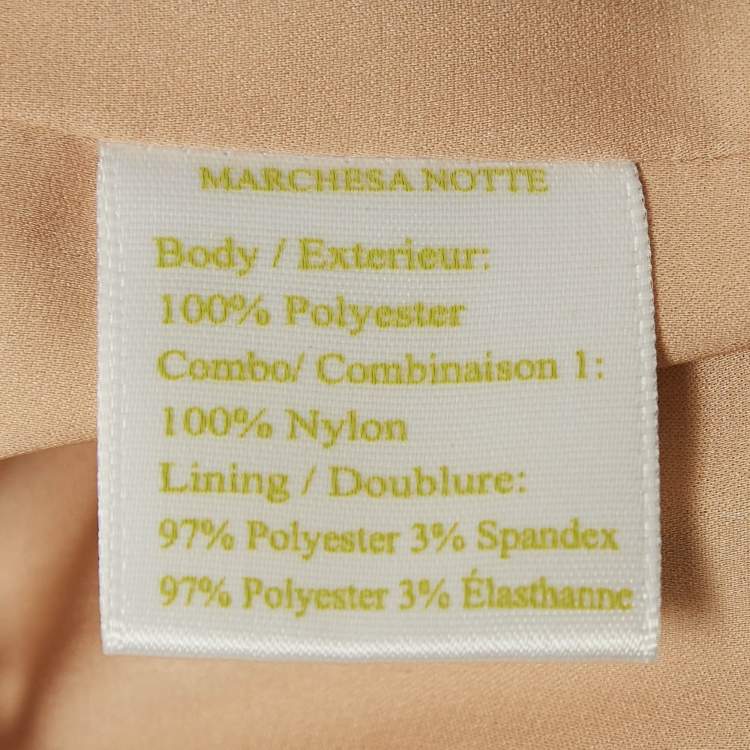 MARCHESA NOTTE
Body / Exterieur:
100% Polyester
Combo/ Combinaison 1:
100% Nylon
Lining / Doublure:
97% Polyester 3% Spandex
97% Polyester 3% Élasthanne